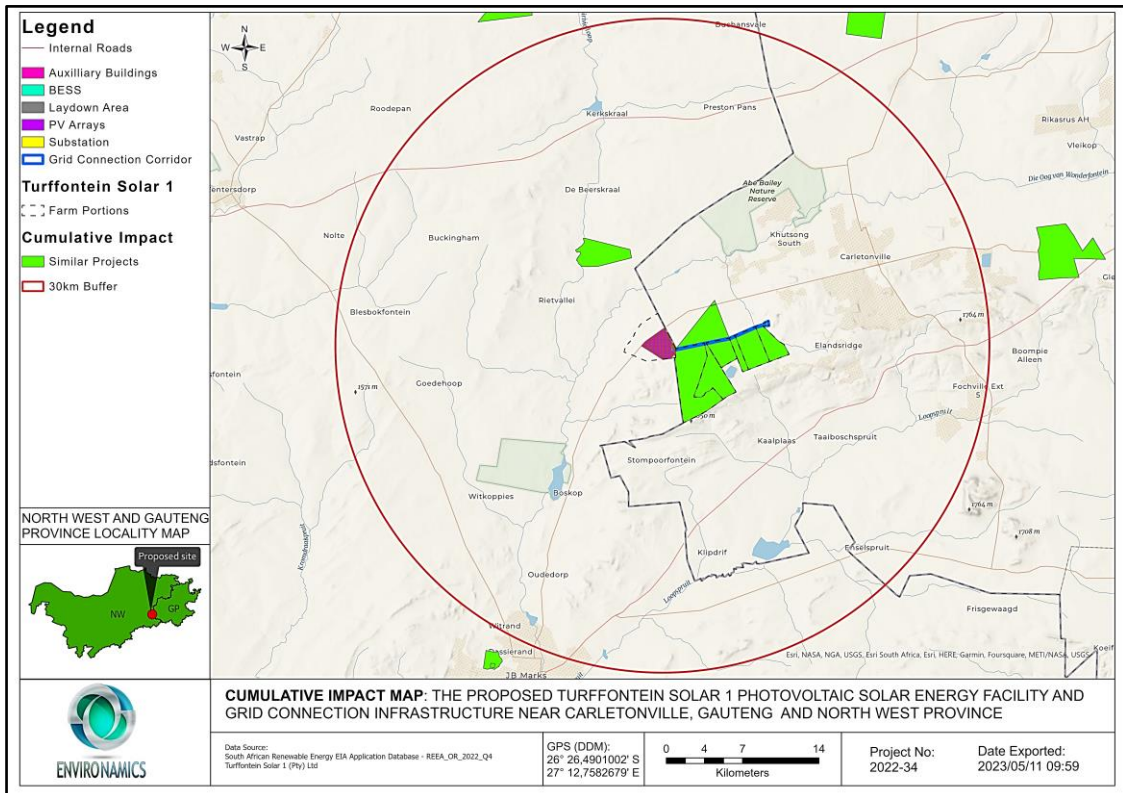 Legend
Internal Roads
Auxilliary Buildings
BESS
Laydown Area
PV Arrays
Substation
Grid Connection Corridor
Turffontein Solar 1
Farm Portions
Cumulative Impact
Similar Projects
30km Buffer
NORTH WEST AND GAUTENG
PROVINCE LOCALITY MAP
Proposed site
NW
GP
N
W
E
S
Roodepan
Kerkskraal
Preston Pans
Vastrap
Rikasrus AH
Vleikop
De Beerskraal
Abe Bailey
Nature
Reserve
Die Oog van Wonderfontein
Nolte
Buckingham
Khutsong
South
Carletonville
Rietvallei
Blesbokfontein
1764 m
Elandsridge
Boompie
Alleen
Goedehoop
1571 m
Fochville Ext
5
Loopspruit
Kaalplaas
Taaiboschspruit
Stompoorfontein
Witkoppies
Boskop
1764 m
1708 m
Klipdrif
Enselspruit
Oudedorp
Loopspruit
Frisgewaagd
Witrand
Dassierand
JB Marks
Esri, NASA, NGA, USGS, Esri South Africa, Esri, HERE, Garmin, Foursquare, METI/NASA, USGS
ENVIRONAMICS
CUMULATIVE IMPACT MAP: THE PROPOSED TURFFONTEIN SOLAR 1 PHOTOVOLTAIC SOLAR ENERGY FACILITY AND
GRID CONNECTION INFRASTRUCTURE NEAR CARLETONVILLE, GAUTENG AND NORTH WEST PROVINCE
Data Source:
South African Renewable Energy EIA Application Database - REEA_OR_2022_Q4
Turffontein Solar 1 (Pty) Ltd
GPS (DDM):
26° 26,4901002' S
27° 12,7582679' E
0 4 7 14
Kilometers
Project No:
2022-34
Date Exported:
2023/05/11 09:59